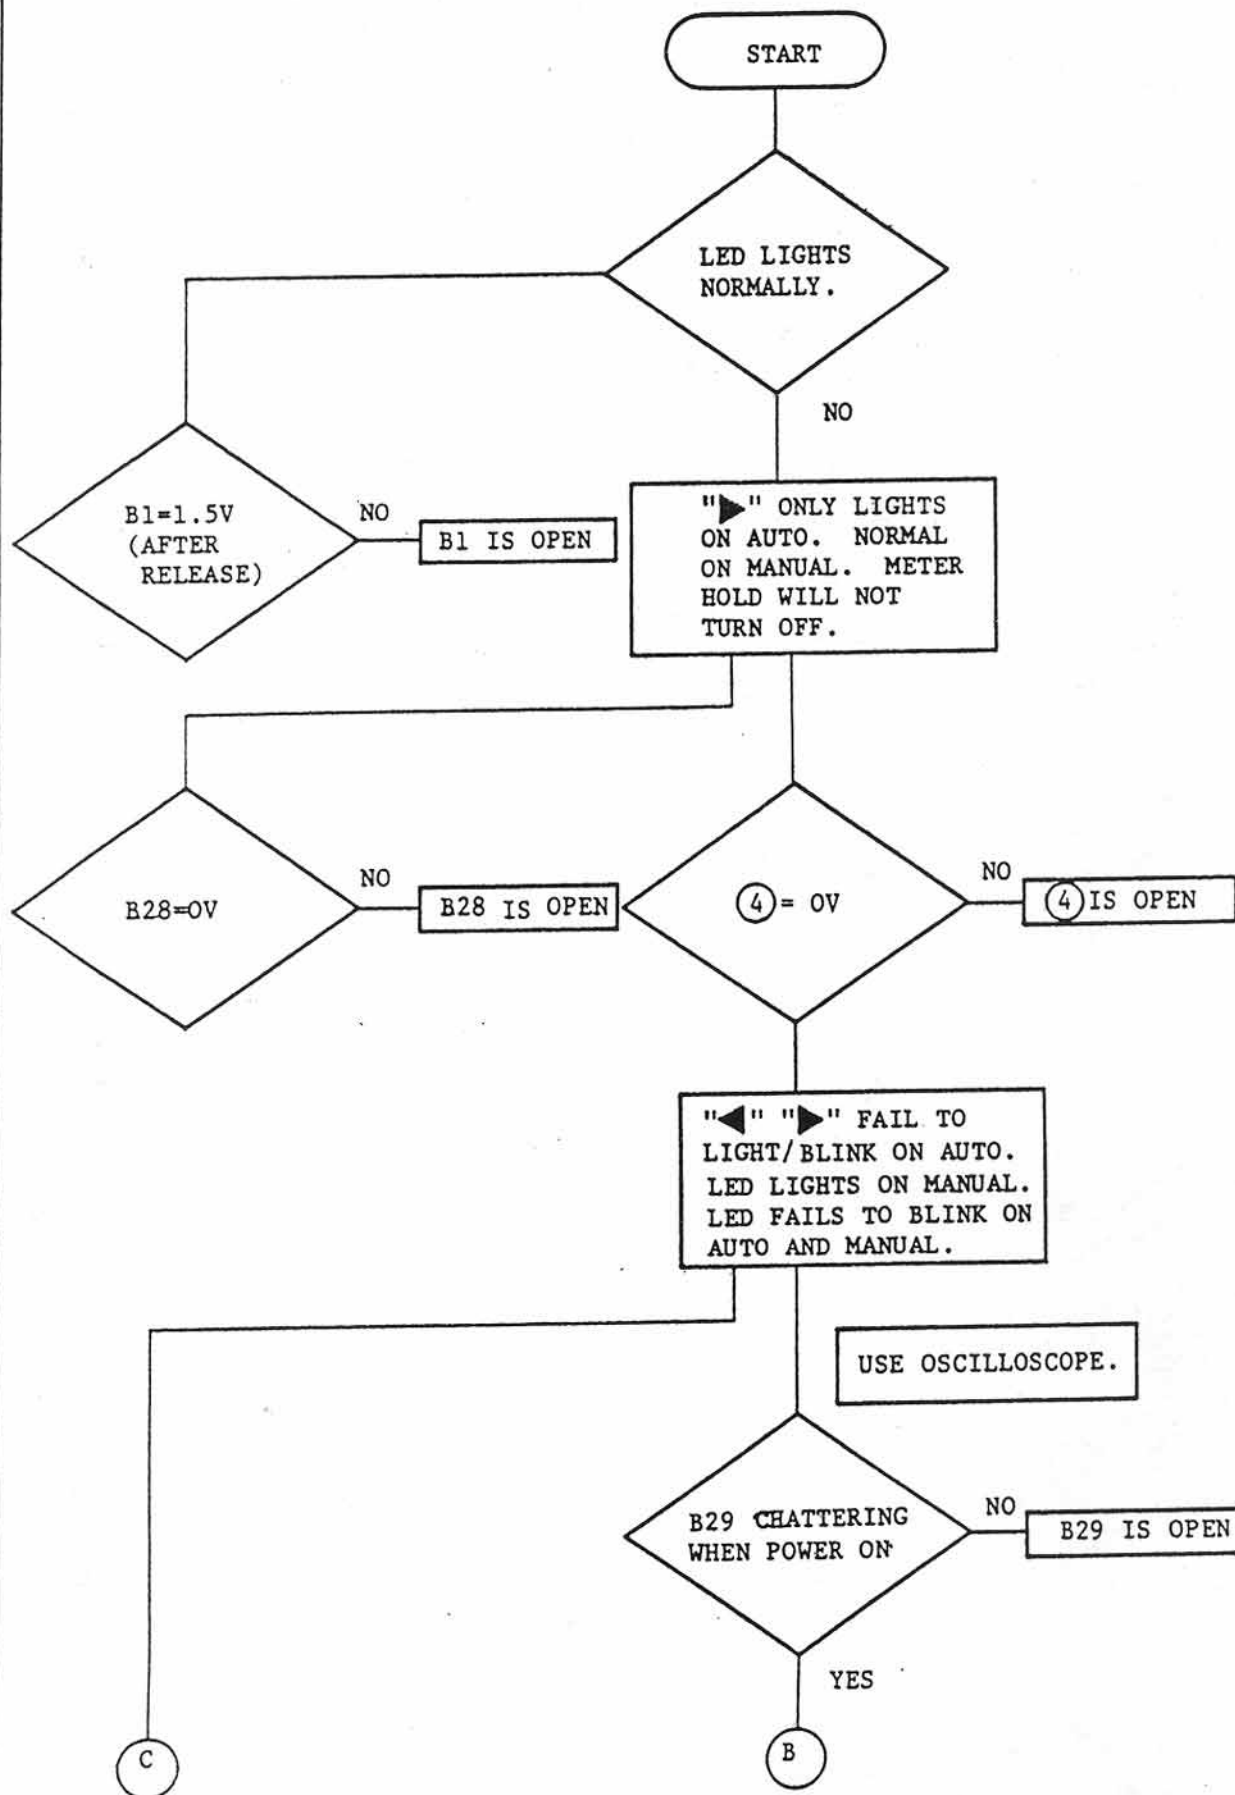 START
LED LIGHTS
NORMALLY.
NO
B1=1.5V
(AFTER
RELEASE)
NO
B1 IS OPEN
"▶" ONLY LIGHTS
ON AUTO. NORMAL
ON MANUAL. METER
HOLD WILL NOT
TURN OFF.
B28=0V
NO
B28 IS OPEN
④= 0V
NO
④ IS OPEN
"◀" "▶" FAIL TO
LIGHT/BLINK ON AUTO.
LED LIGHTS ON MANUAL.
LED FAILS TO BLINK ON
AUTO AND MANUAL.
USE OSCILLOSCOPE.
B29 CHATTERING
WHEN POWER ON
NO
B29 IS OPEN
YES
C
B